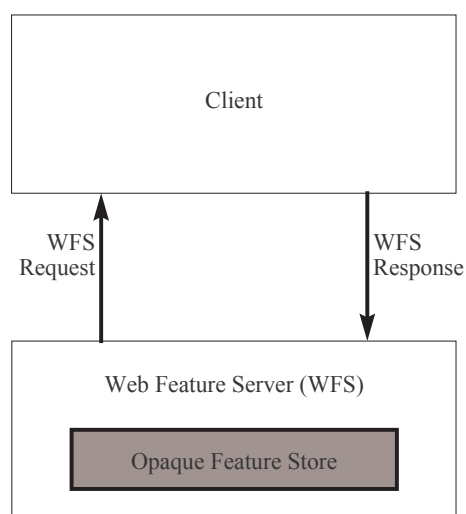 Client
WFS
Request
WFS
Response
Web Feature Server (WFS)
Opaque Feature Store